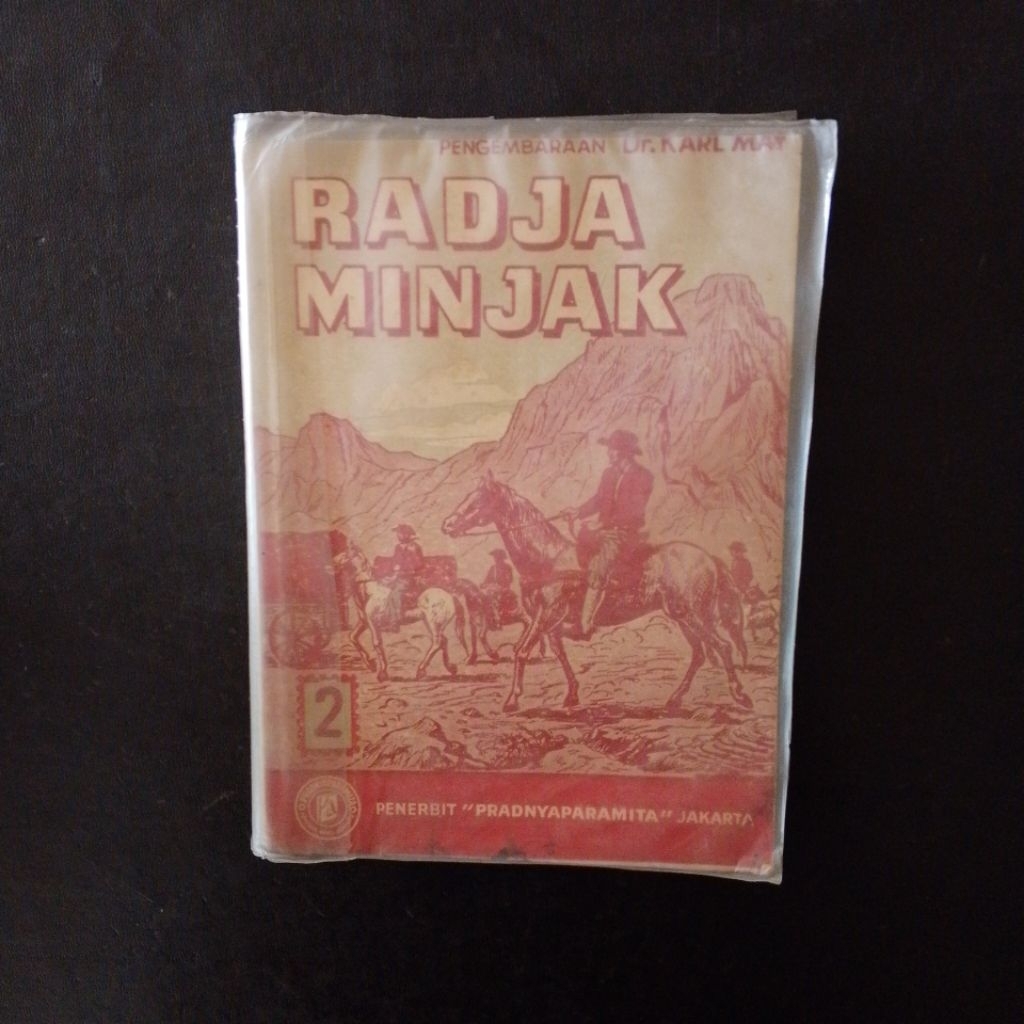 PENGEMBARAAN Dr. KARL MAY
RADJA
MINJAK
2
PENERBIT "PRADNYAPARAMITA" JAKARTA